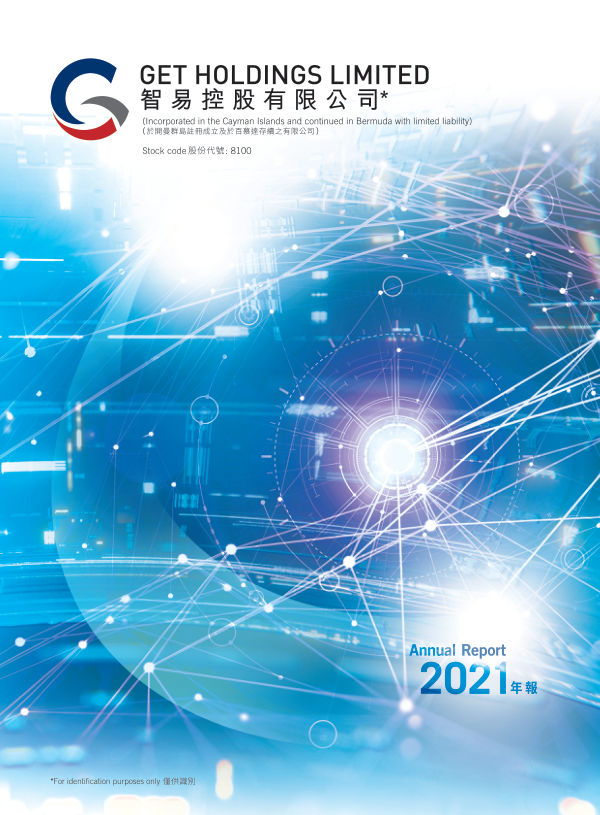 GET HOLDINGS LIMITED
智易控股有限公司*
(Incorporated in the Cayman Islands and continued in Bermuda with limited liability)
(於開曼群島註冊成立及於百慕達存續之有限公司)
Stock code 股份代號: 8100
Annual Report
2021年報
*For identification purposes only 僅供識別